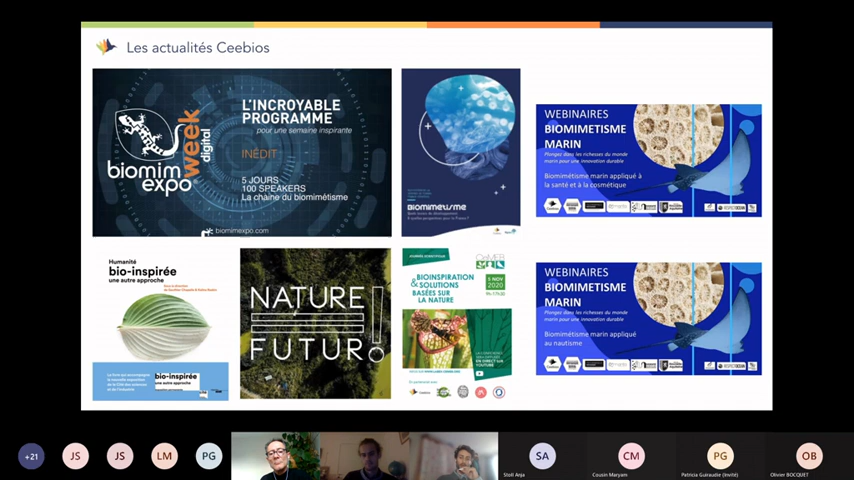 Les actualités Ceebios
biomim
expo
week
digital
L'INCROYABLE
PROGRAMME
pour une semaine inspirante
INÉDIT
5 JOURS
100 SPEAKERS
La chaine du biomimétisme
biomimexpo.com
BIOMIMÉTISME
WEBINAIRES
BIOMIMETISME
MARIN
Plongez dans les richesses du monde
marin pour une innovation durable
Biomimétisme marin appliqué à
la santé et à la cosmétique
Humanité
bio-inspirée
une autre approche
bio-inspirée
une autre approche
NATURE
=
FUTUR!
BIOINSPIRATION
& SOLUTIONS
BASÉES SUR
LA NATURE
5 NOV
2020
WEBINAIRES
BIOMIMETISME
MARIN
Plongez dans les richesses du monde
marin pour une innovation durable
Biomimétisme marin appliqué
au nautisme
+21
JS
JS
LM
PG
SA
Stoll Anja
CM
Cousin Maryam
PG
Patricia Guiraudie (Invité)
OB
Olivier BOCQUET